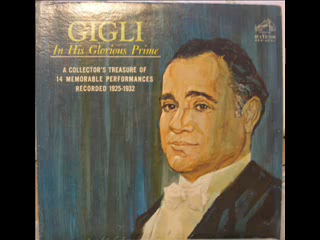 GIGLI
In His Glorious Prime
A COLLECTOR'S TREASURE OF
14 MEMORABLE PERFORMANCES
RECORDED 1925-1932